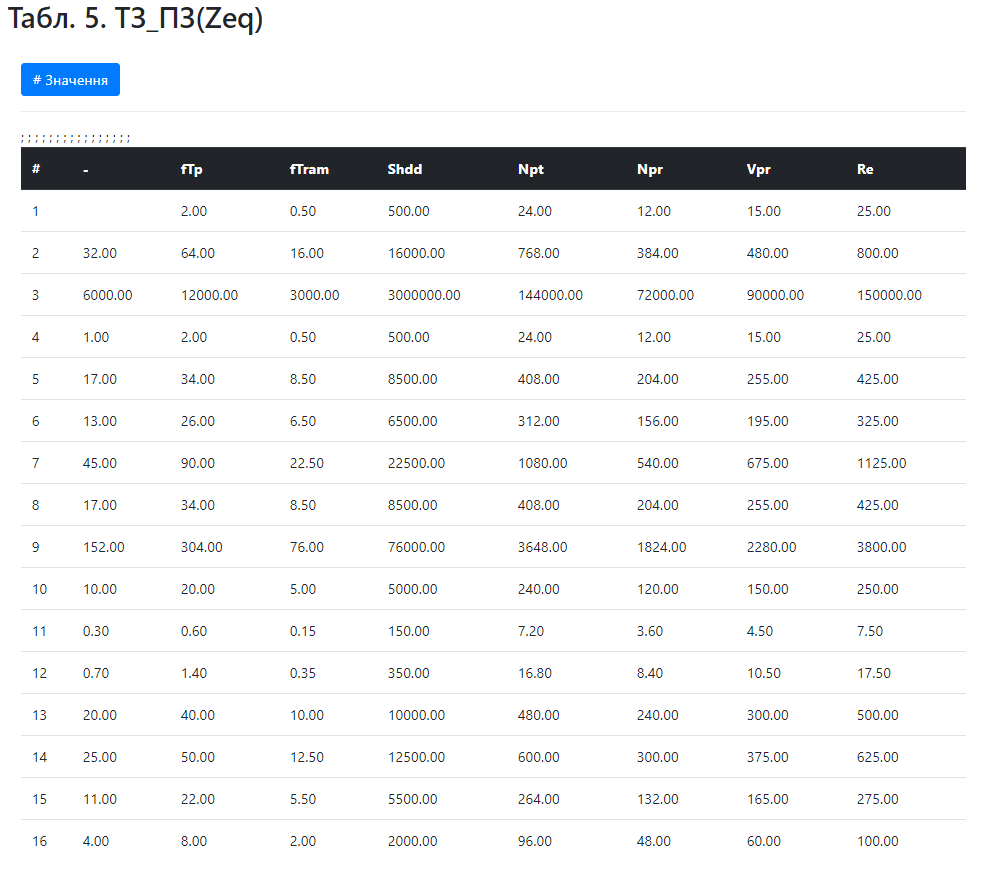 Табл. 5. ТЗ_ПЗ(Zeq)
# Значення
; ; ; ; ; ; ; ; ; ; ; ; ; ; ; ;
# - fTp fTram Shdd Npt Npr Vpr Re
1 2.00 0.50 500.00 24.00 12.00 15.00 25.00
2 32.00 64.00 16.00 16000.00 768.00 384.00 480.00 800.00
3 6000.00 12000.00 3000.00 3000000.00 144000.00 72000.00 90000.00 150000.00
4 1.00 2.00 0.50 500.00 24.00 12.00 15.00 25.00
5 17.00 34.00 8.50 8500.00 408.00 204.00 255.00 425.00
6 13.00 26.00 6.50 6500.00 312.00 156.00 195.00 325.00
7 45.00 90.00 22.50 22500.00 1080.00 540.00 675.00 1125.00
8 17.00 34.00 8.50 8500.00 408.00 204.00 255.00 425.00
9 152.00 304.00 76.00 76000.00 3648.00 1824.00 2280.00 3800.00
10 10.00 20.00 5.00 5000.00 240.00 120.00 150.00 250.00
11 0.30 0.60 0.15 150.00 7.20 3.60 4.50 7.50
12 0.70 1.40 0.35 350.00 16.80 8.40 10.50 17.50
13 20.00 40.00 10.00 10000.00 480.00 240.00 300.00 500.00
14 25.00 50.00 12.50 12500.00 600.00 300.00 375.00 625.00
15 11.00 22.00 5.50 5500.00 264.00 132.00 165.00 275.00
16 4.00 8.00 2.00 2000.00 96.00 48.00 60.00 100.00